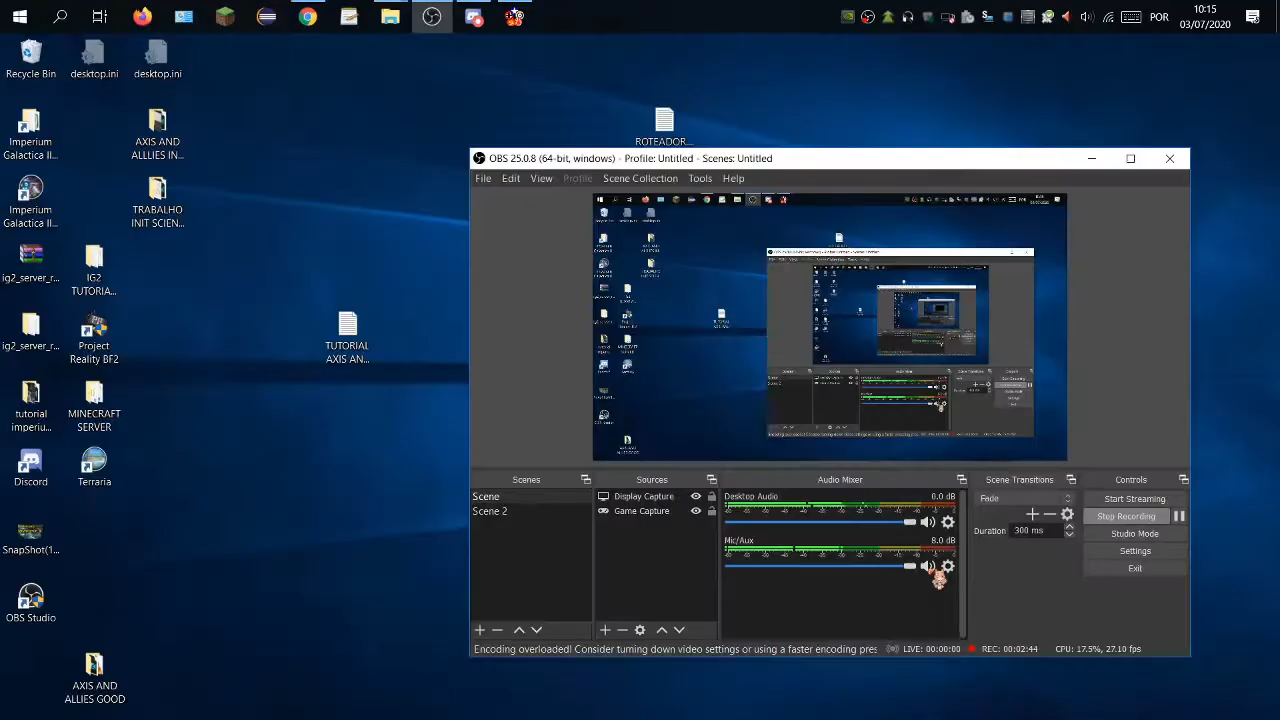 POR
10:15
03/07/2020
Recycle Bin
desktop.ini
desktop.ini
Imperium
Galactica II...
AXIS AND
ALLLIES IN...
ROTEADOR...
Imperium
Galactica II...
TRABALHO
INIT SCIEN...
ig2_server_r...
IG2
TUTORIA...
ig2_server_r...
Project
Reality BF2
TUTORIAL
AXIS AN...
tutorial
imperiu...
MINECRAFT
SERVER
Discord
Terraria
SnapShot(1...
OBS Studio
AXIS AND
ALLIES GOOD
OBS 25.0.8 (64-bit, windows) - Profile: Untitled - Scenes: Untitled
File Edit View Profile Scene Collection Tools Help
Scenes
Scene
Scene 2
Sources
Display Capture
Game Capture
Audio Mixer
Desktop Audio 0.0 dB
Mic/Aux 8.0 dB
Scene Transitions
Fade
Duration 300 ms
Controls
Start Streaming
Stop Recording
Studio Mode
Settings
Exit
Encoding overloaded! Consider turning down video settings or using a faster encoding pres
LIVE: 00:00:00 REC: 00:02:44 CPU: 17.5%, 27.10 fps